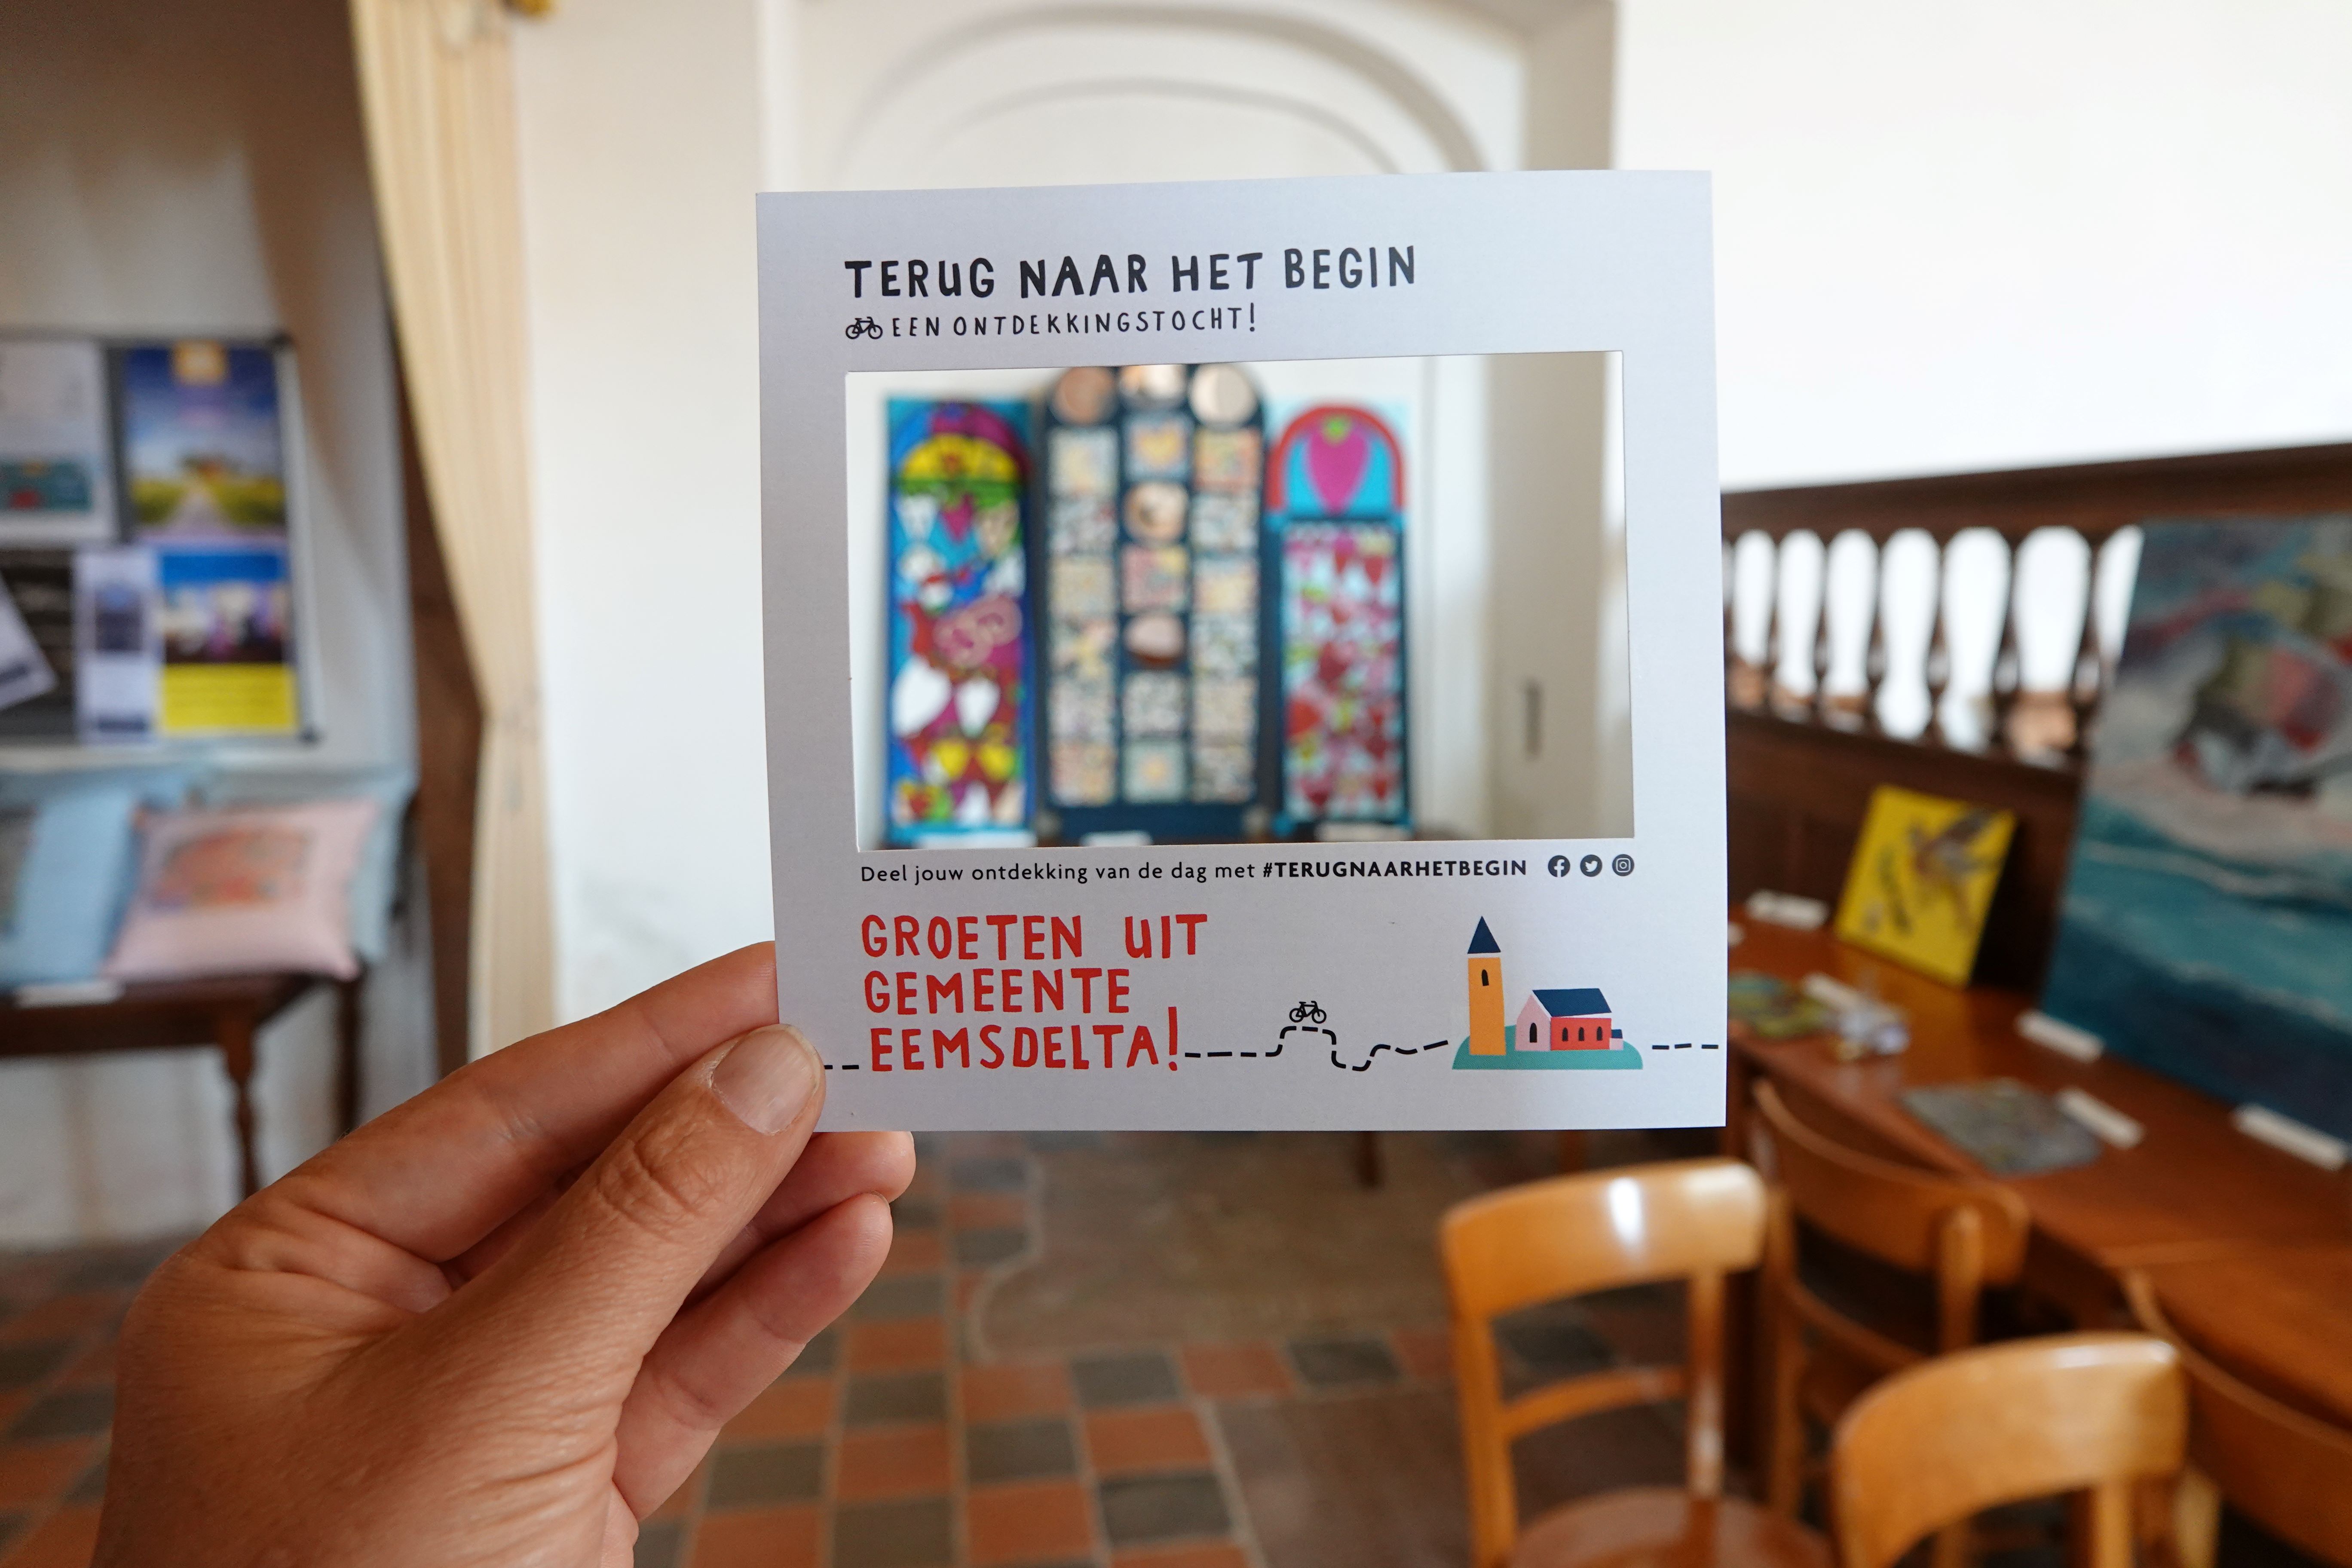 TERUG NAAR HET BEGIN
EEN ONTDEKKINGSTOCHT!
Deel jouw ontdekking van de dag met #TERUGNAARHETBEGIN
GROETEN UIT
GEMEENTE
EEMSDELTA!